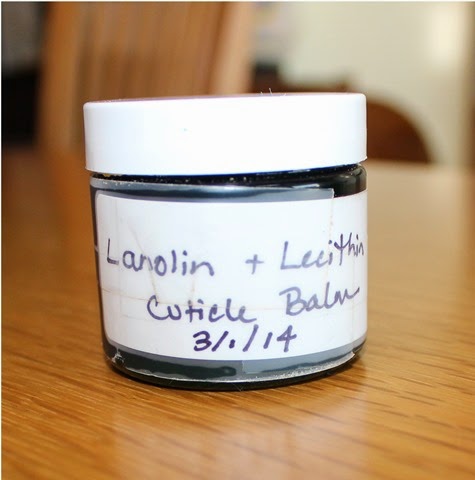 Lanolin + Lecithin
Cuticle Balm
3/1/14